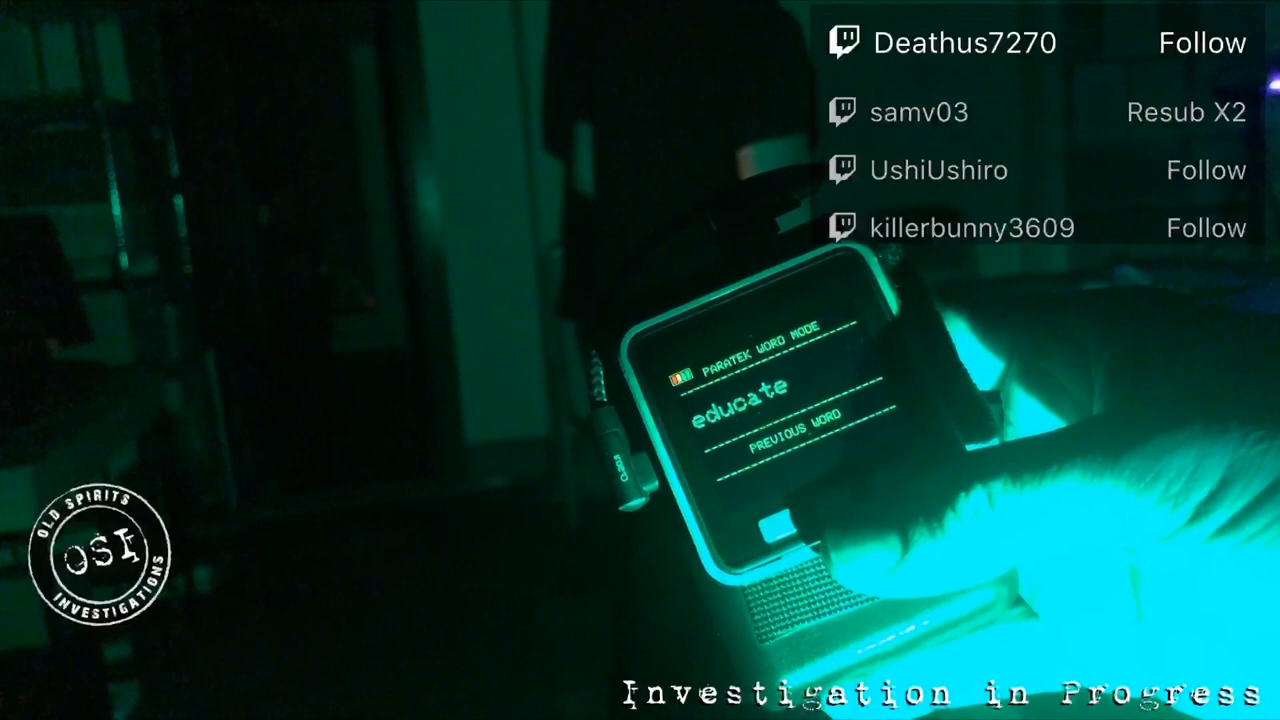 Deathus7270 Follow
samv03 Resub X2
UshiUshiro Follow
killerbunny3609 Follow
PARATEK WORD MODE
educate
PREVIOUS WORD
OLD SPIRITS
OSI
INVESTIGATIONS
Investigation in Progress